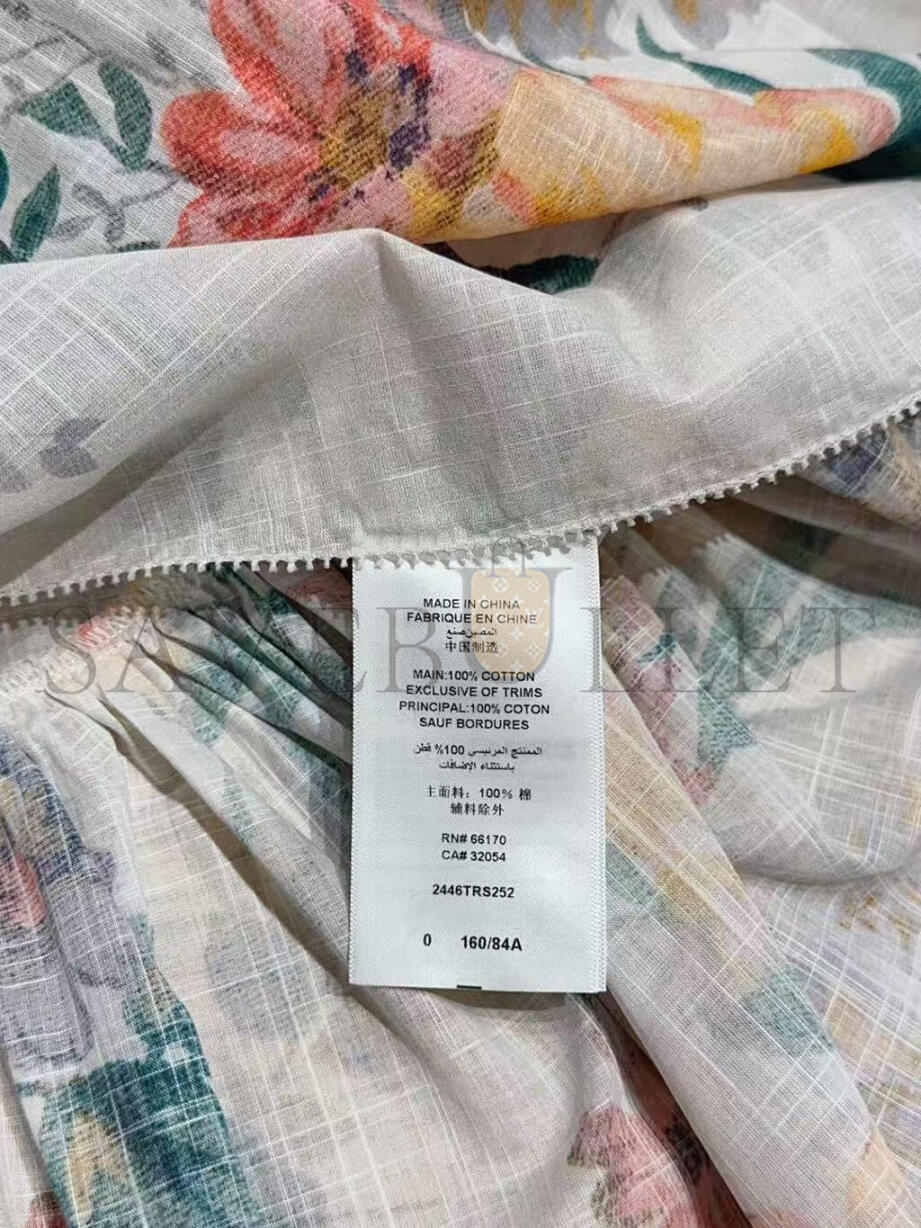 MADE IN CHINA
FABRIQUE EN CHINE
المصين صنع
中国制造
MAIN:100% COTTON
EXCLUSIVE OF TRIMS
PRINCIPAL:100% COTON
SAUF BORDURES
الممنتج المرئيسى 100% قطن
باستثناء الإضافات
主面料：100% 棉
辅料除外
RN# 66170
CA# 32054
2446TRS252
0 160/84A